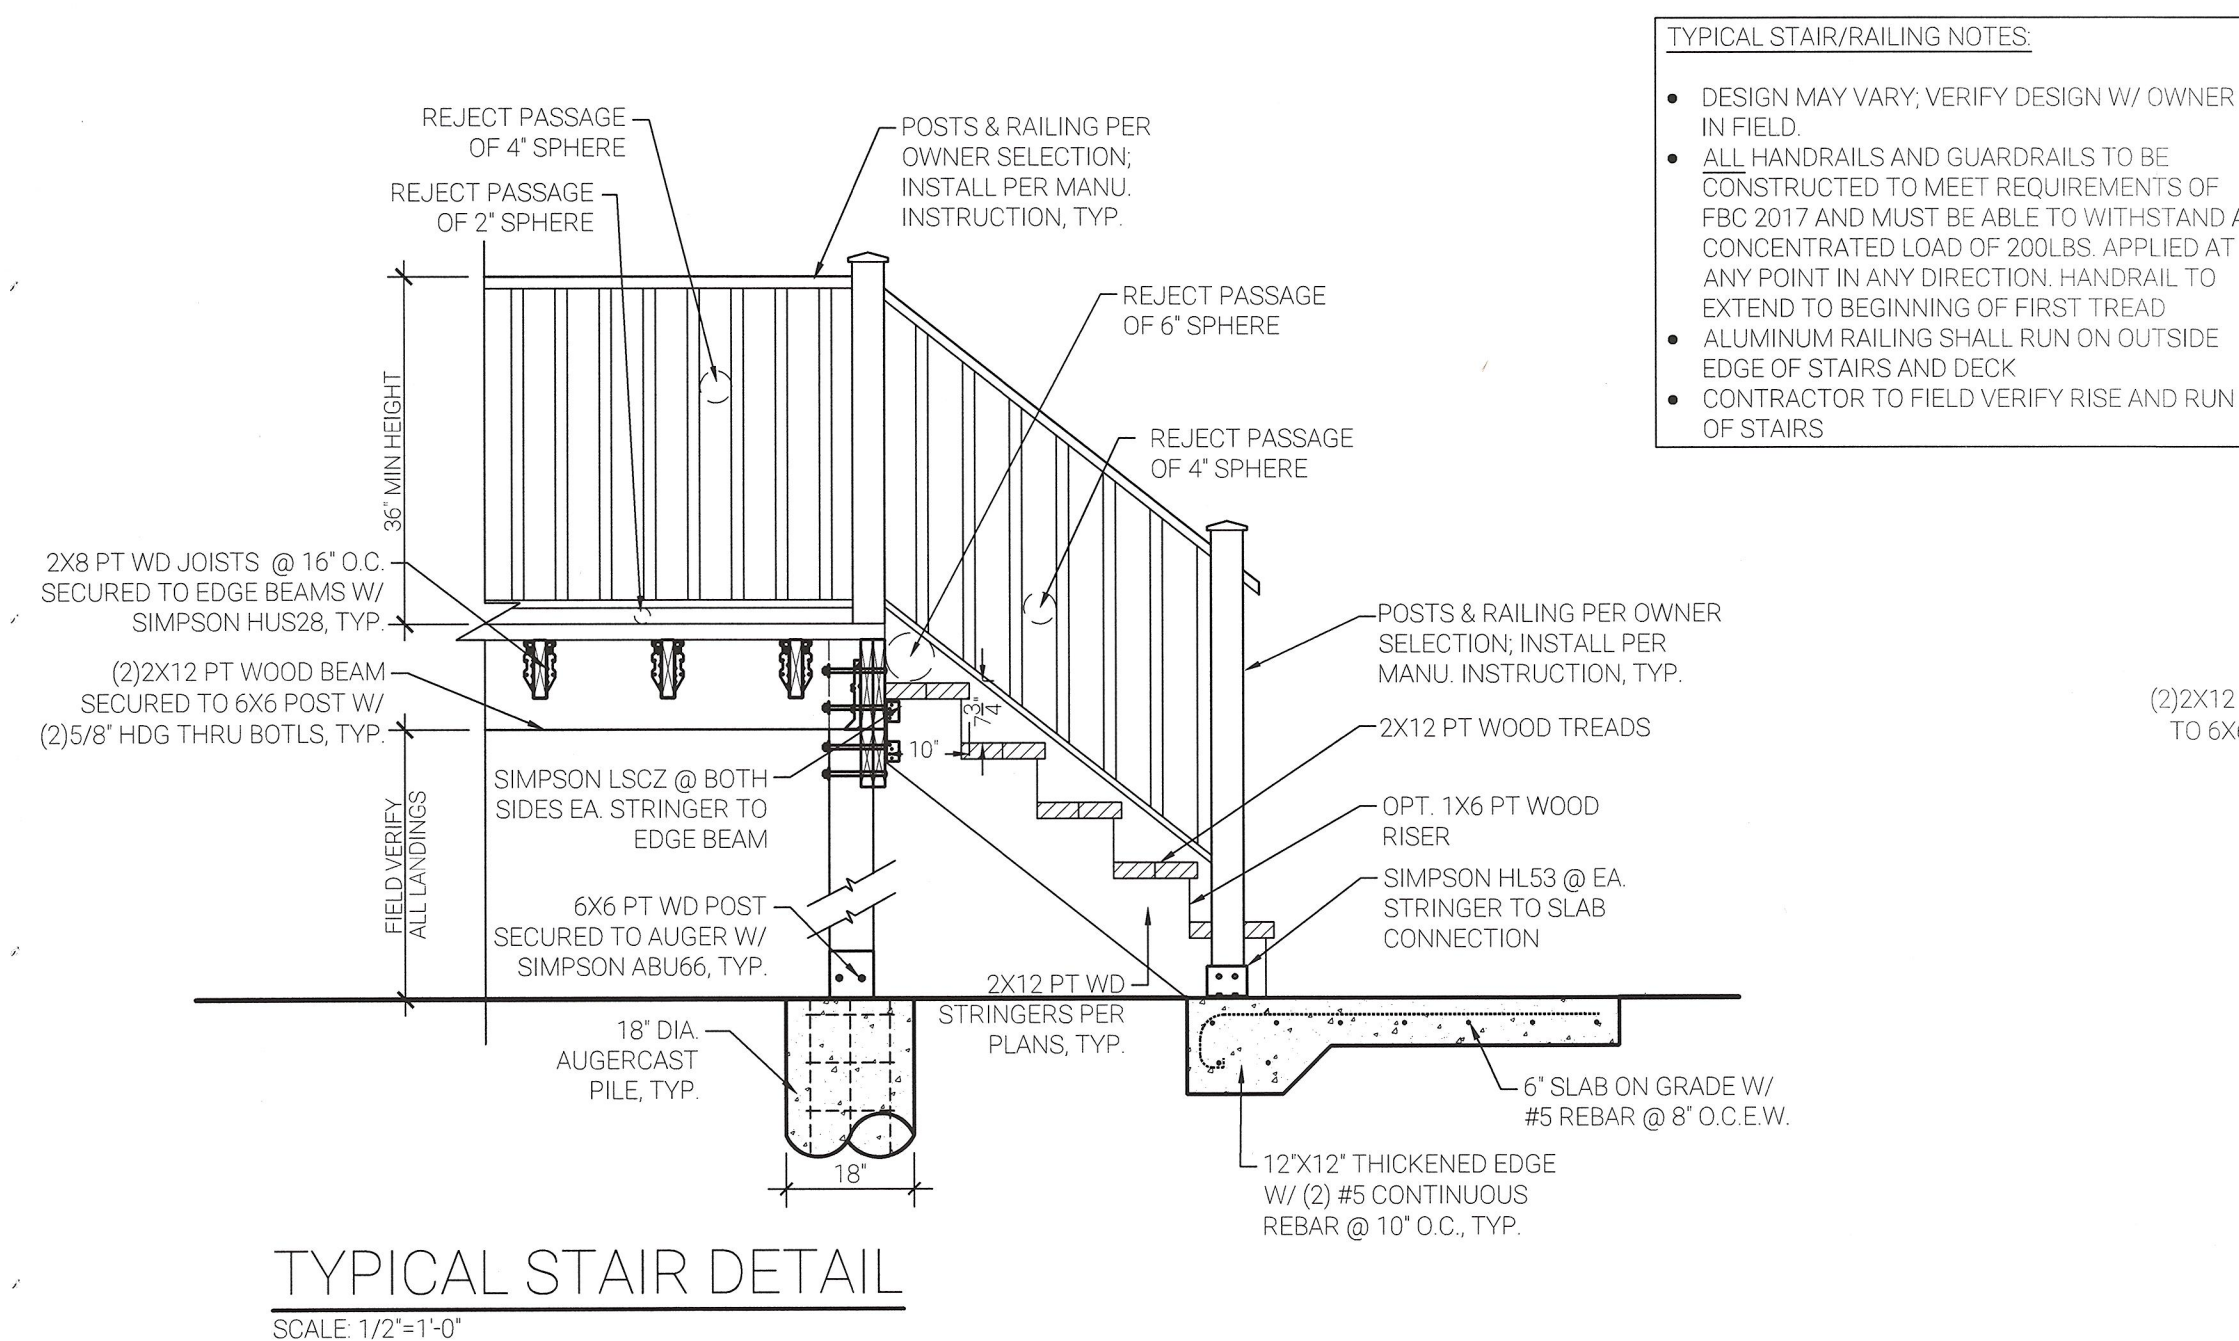 TYPICAL STAIR/RAILING NOTES:
• DESIGN MAY VARY; VERIFY DESIGN W/ OWNER
IN FIELD.
• ALL HANDRAILS AND GUARDRAILS TO BE
CONSTRUCTED TO MEET REQUIREMENTS OF
FBC 2017 AND MUST BE ABLE TO WITHSTAND A
CONCENTRATED LOAD OF 200LBS. APPLIED AT
ANY POINT IN ANY DIRECTION. HANDRAIL TO
EXTEND TO BEGINNING OF FIRST TREAD
• ALUMINUM RAILING SHALL RUN ON OUTSIDE
EDGE OF STAIRS AND DECK
• CONTRACTOR TO FIELD VERIFY RISE AND RUN
OF STAIRS
REJECT PASSAGE
OF 4" SPHERE
REJECT PASSAGE
OF 2" SPHERE
POSTS & RAILING PER
OWNER SELECTION;
INSTALL PER MANU.
INSTRUCTION, TYP.
REJECT PASSAGE
OF 6" SPHERE
REJECT PASSAGE
OF 4" SPHERE
36" MIN HEIGHT
2X8 PT WD JOISTS @ 16" O.C.
SECURED TO EDGE BEAMS W/
SIMPSON HUS28, TYP.
(2)2X12 PT WOOD BEAM
SECURED TO 6X6 POST W/
(2)5/8" HDG THRU BOTLS, TYP.
POSTS & RAILING PER OWNER
SELECTION; INSTALL PER
MANU. INSTRUCTION, TYP.
(2)2X12
TO 6X6
7 3/4"
10"
2X12 PT WOOD TREADS
SIMPSON LSCZ @ BOTH
SIDES EA. STRINGER TO
EDGE BEAM
OPT. 1X6 PT WOOD
RISER
FIELD VERIFY
ALL LANDINGS
6X6 PT WD POST
SECURED TO AUGER W/
SIMPSON ABU66, TYP.
SIMPSON HL53 @ EA.
STRINGER TO SLAB
CONNECTION
2X12 PT WD
STRINGERS PER
PLANS, TYP.
18" DIA.
AUGERCAST
PILE, TYP.
6" SLAB ON GRADE W/
#5 REBAR @ 8" O.C.E.W.
18"
12"X12" THICKENED EDGE
W/ (2) #5 CONTINUOUS
REBAR @ 10" O.C., TYP.
TYPICAL STAIR DETAIL
SCALE: 1/2"=1'-0"